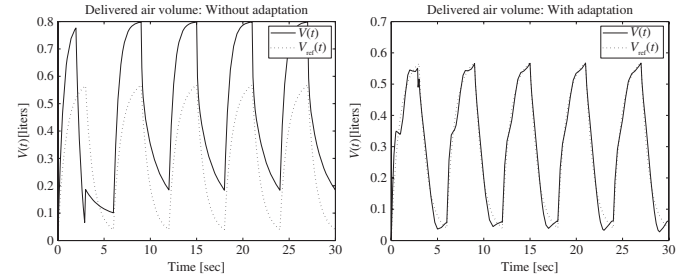 Delivered air volume: Without adaptation
0.8
0.7
0.6
0.5
0.4
0.3
0.2
0.1
0
V(t)[liters]
V(t)
V_ref(t)
0 5 10 15 20 25 30
Time [sec]
Delivered air volume: With adaptation
0.7
0.6
0.5
0.4
0.3
0.2
0.1
0
V(t)[liters]
V(t)
V_ref(t)
0 5 10 15 20 25 30
Time [sec]